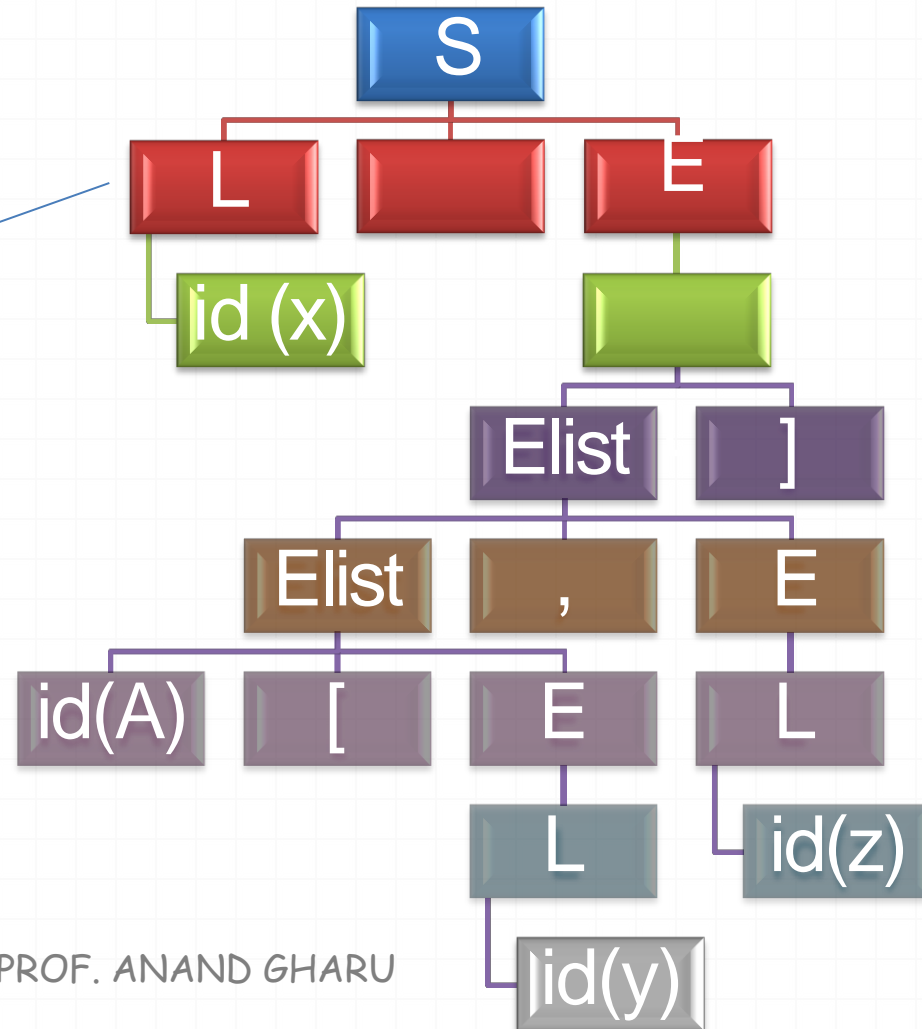 S
L E
id (x)
Elist ]
Elist , E
id(A) [ E L
L id(z)
PROF. ANAND GHARU
id(y)